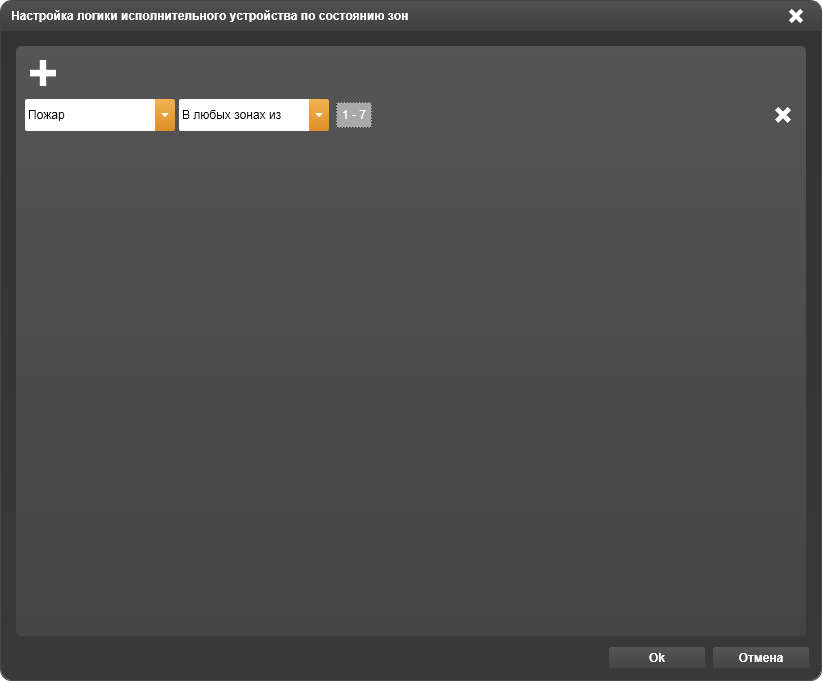 Настройка логики исполнительного устройства по состоянию зон
Пожар В любых зонах из 1 - 7
Ok Отмена